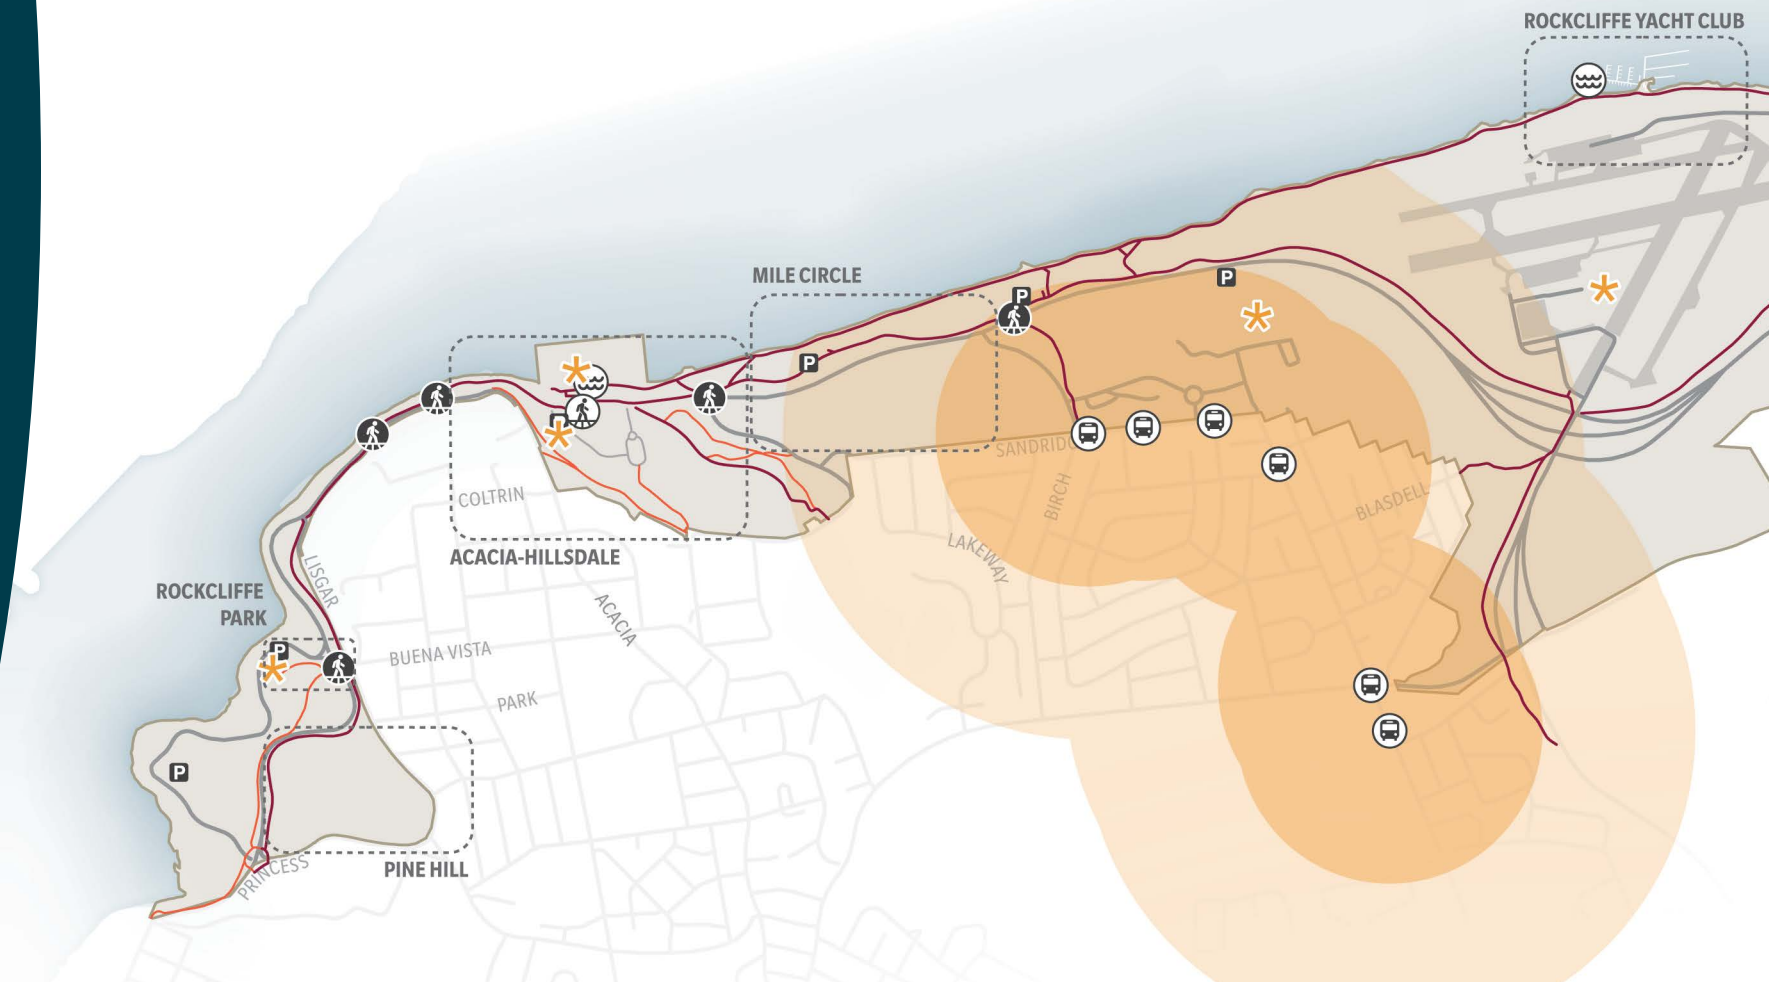 ROCKCLIFFE YACHT CLUB
MILE CIRCLE
P
P
P
P
SANDRIDG
COLTRIN
BIRCH
BLASDELL
LAKEWAY
ACACIA-HILLSDALE
LISGAR
ROCKCLIFFE
PARK
ACACIA
P
BUENA VISTA
PARK
P
PRINCESS
PINE HILL